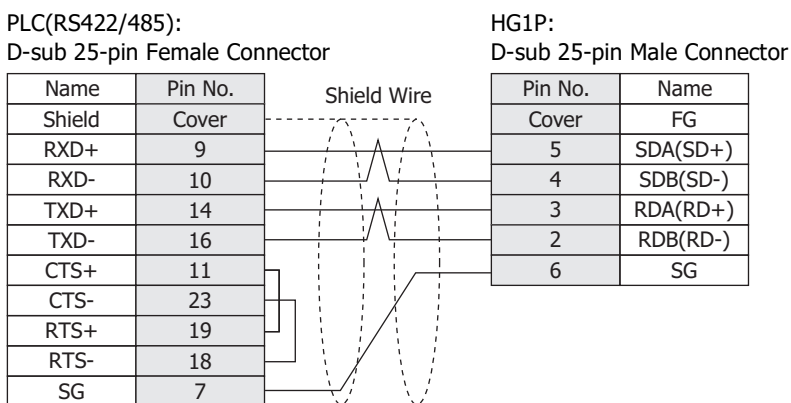 PLC(RS422/485):
D-sub 25-pin Female Connector
Name Pin No.
Shield Cover
RXD+ 9
RXD- 10
TXD+ 14
TXD- 16
CTS+ 11
CTS- 23
RTS+ 19
RTS- 18
SG 7
Shield Wire
HG1P:
D-sub 25-pin Male Connector
Pin No. Name
Cover FG
5 SDA(SD+)
4 SDB(SD-)
3 RDA(RD+)
2 RDB(RD-)
6 SG